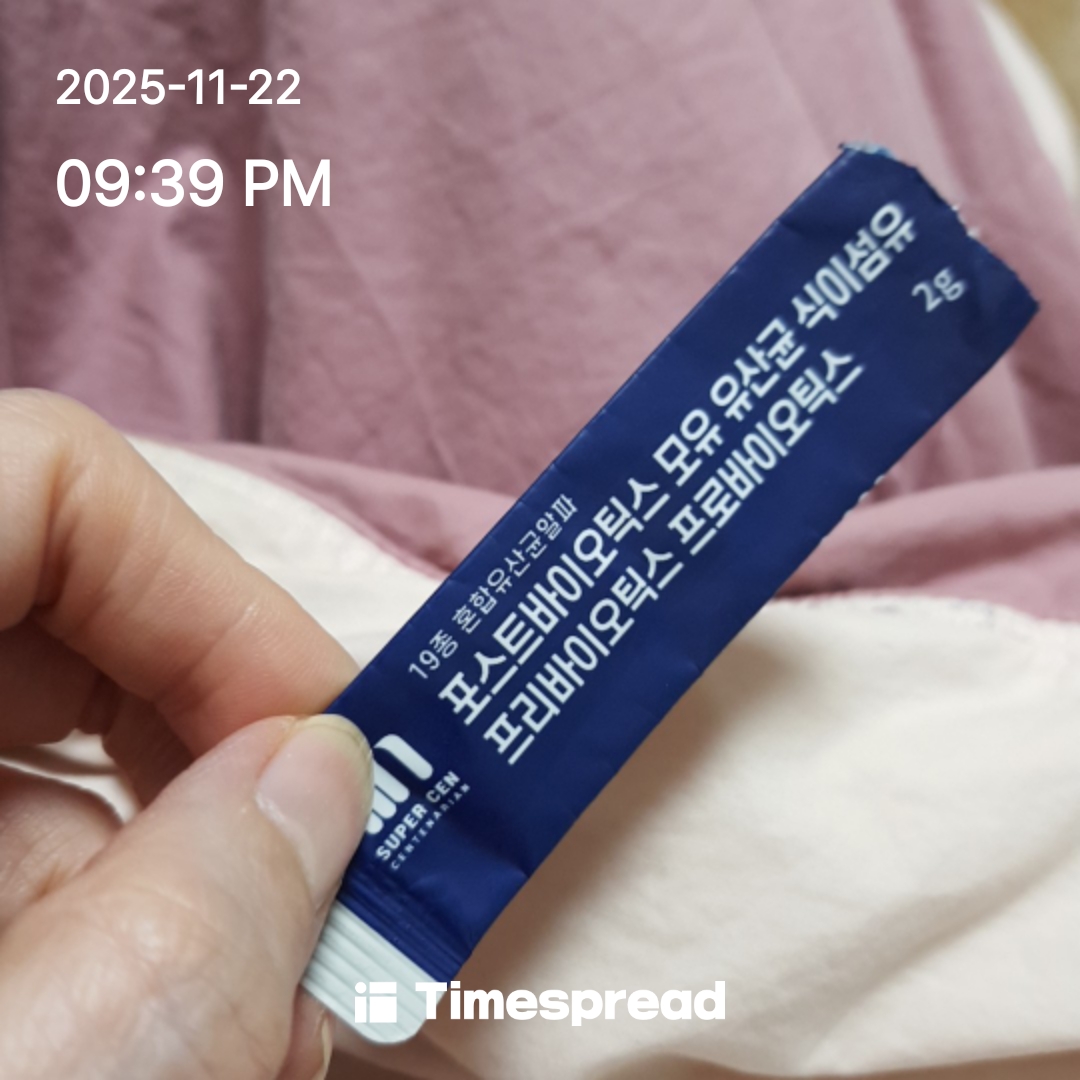 2025-11-22
09:39 PM
19종 혼합유산균알파
포스트바이오틱스 모유 유산균 식이섬유
프리바이오틱스 프로바이오틱스
2g
SUPER CEN
CENTENARIAN
Timespread